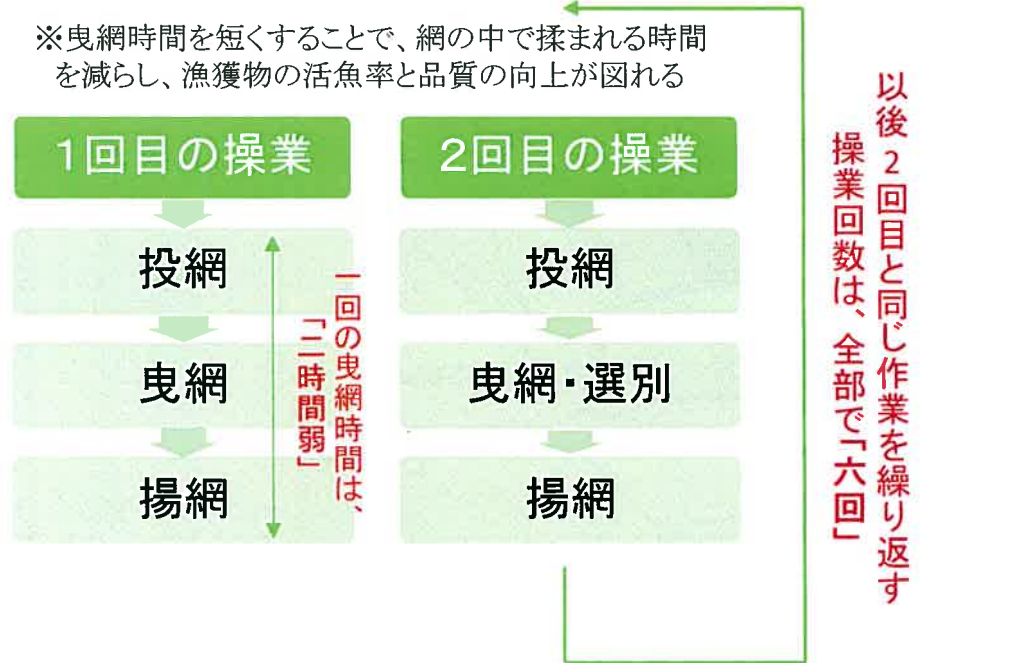 ※曳網時間を短くすることで、網の中で揉まれる時間
を減らし、漁獲物の活魚率と品質の向上が図れる
1回目の操業
投網
曳網
揚網
一回の曳網時間は、
「二時間弱」
2回目の操業
投網
曳網・選別
揚網
以後2回目と同じ作業を繰り返す
操業回数は、全部で「六回」